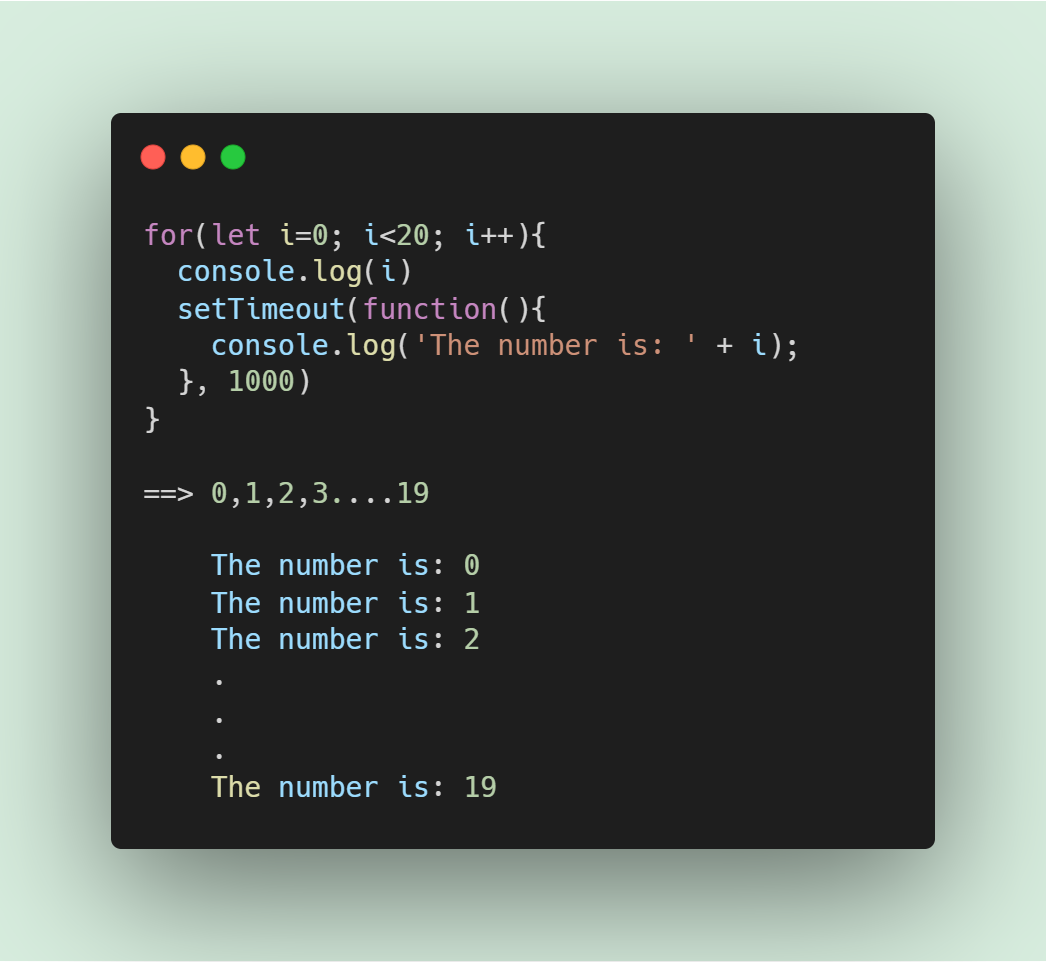 for(let i=0; i<20; i++){
  console.log(i)
  setTimeout(function(){
    console.log('The number is: ' + i);
  }, 1000)
}
==> 0,1,2,3....19
    The number is: 0
    The number is: 1
    The number is: 2
    .
    .
    .
    The number is: 19